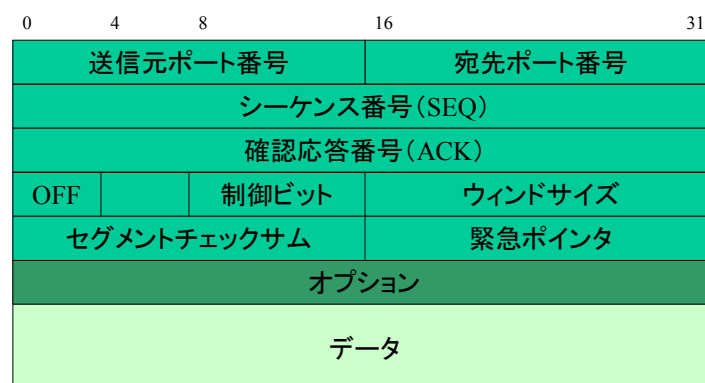 0 4 8 16 31
送信元ポート番号 宛先ポート番号
シーケンス番号(SEQ)
確認応答番号(ACK)
OFF 制御ビット ウィンドサイズ
セグメントチェックサム 緊急ポインタ
オプション
データ